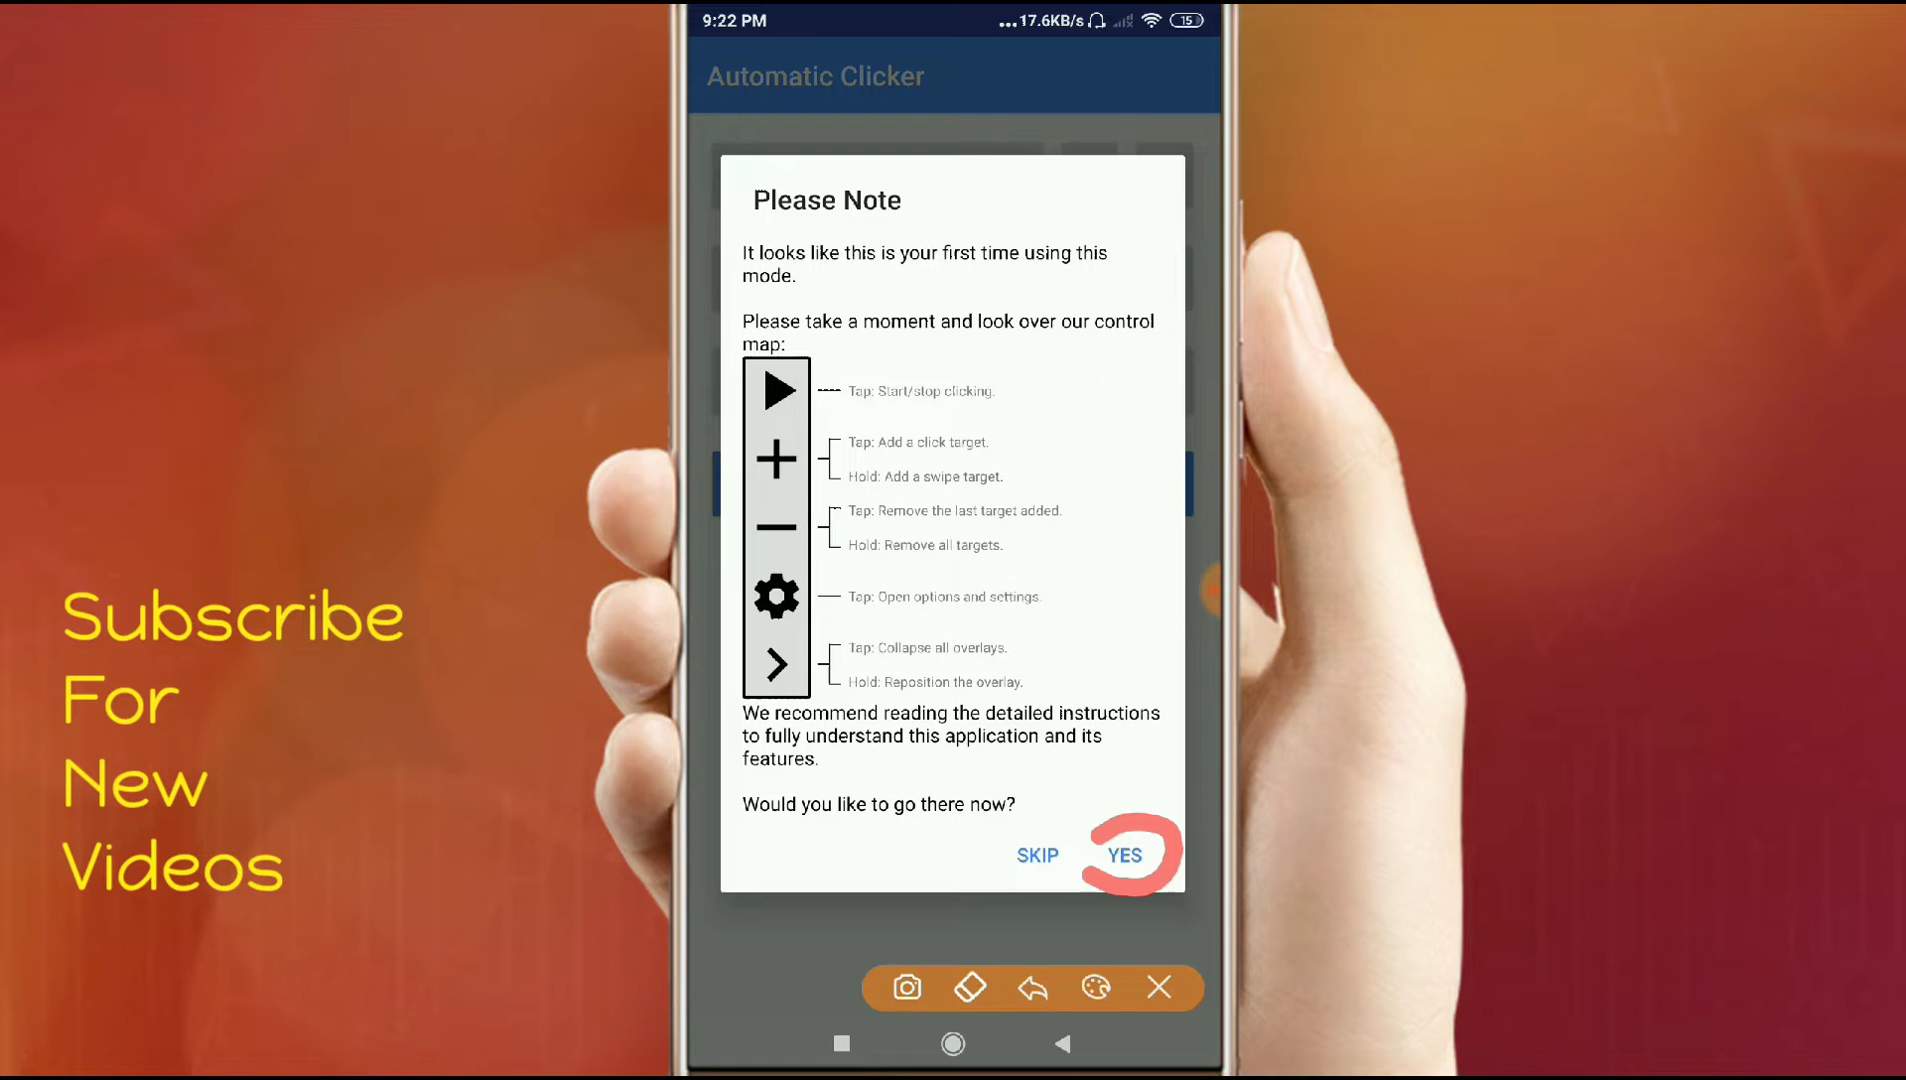 9:22 PM
...17.6KB/s
15
Automatic Clicker
Please Note
It looks like this is your first time using this
mode.
Please take a moment and look over our control
map:
Tap: Start/stop clicking.
Tap: Add a click target.
Hold: Add a swipe target.
Tap: Remove the last target added.
Hold: Remove all targets.
Tap: Open options and settings.
Tap: Collapse all overlays.
Hold: Reposition the overlay.
We recommend reading the detailed instructions
to fully understand this application and its
features.
Would you like to go there now?
SKIP YES
Subscribe
For
New
Videos